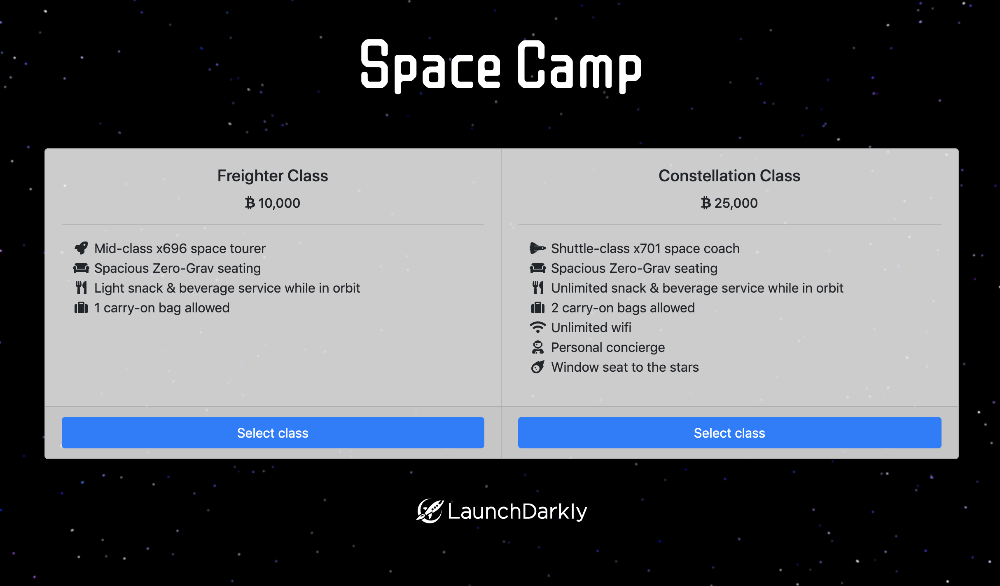 Space Camp
Freighter Class
₿ 10,000
Mid-class x696 space tourer
Spacious Zero-Grav seating
Light snack & beverage service while in orbit
1 carry-on bag allowed
Select class
Constellation Class
₿ 25,000
Shuttle-class x701 space coach
Spacious Zero-Grav seating
Unlimited snack & beverage service while in orbit
2 carry-on bags allowed
Unlimited wifi
Personal concierge
Window seat to the stars
Select class
LaunchDarkly